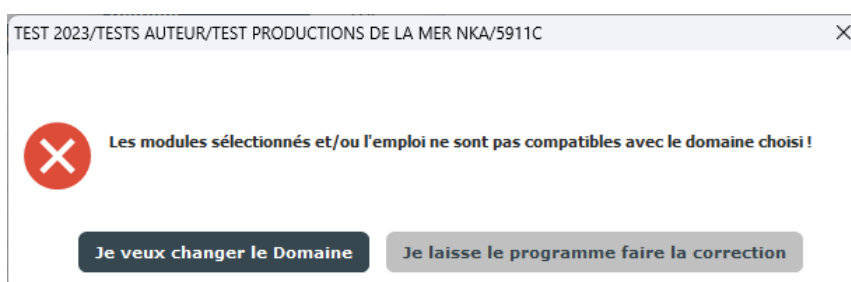 TEST 2023/TESTS AUTEUR/TEST PRODUCTIONS DE LA MER NKA/5911C
Les modules sélectionnés et/ou l'emploi ne sont pas compatibles avec le domaine choisi !
Je veux changer le Domaine
Je laisse le programme faire la correction